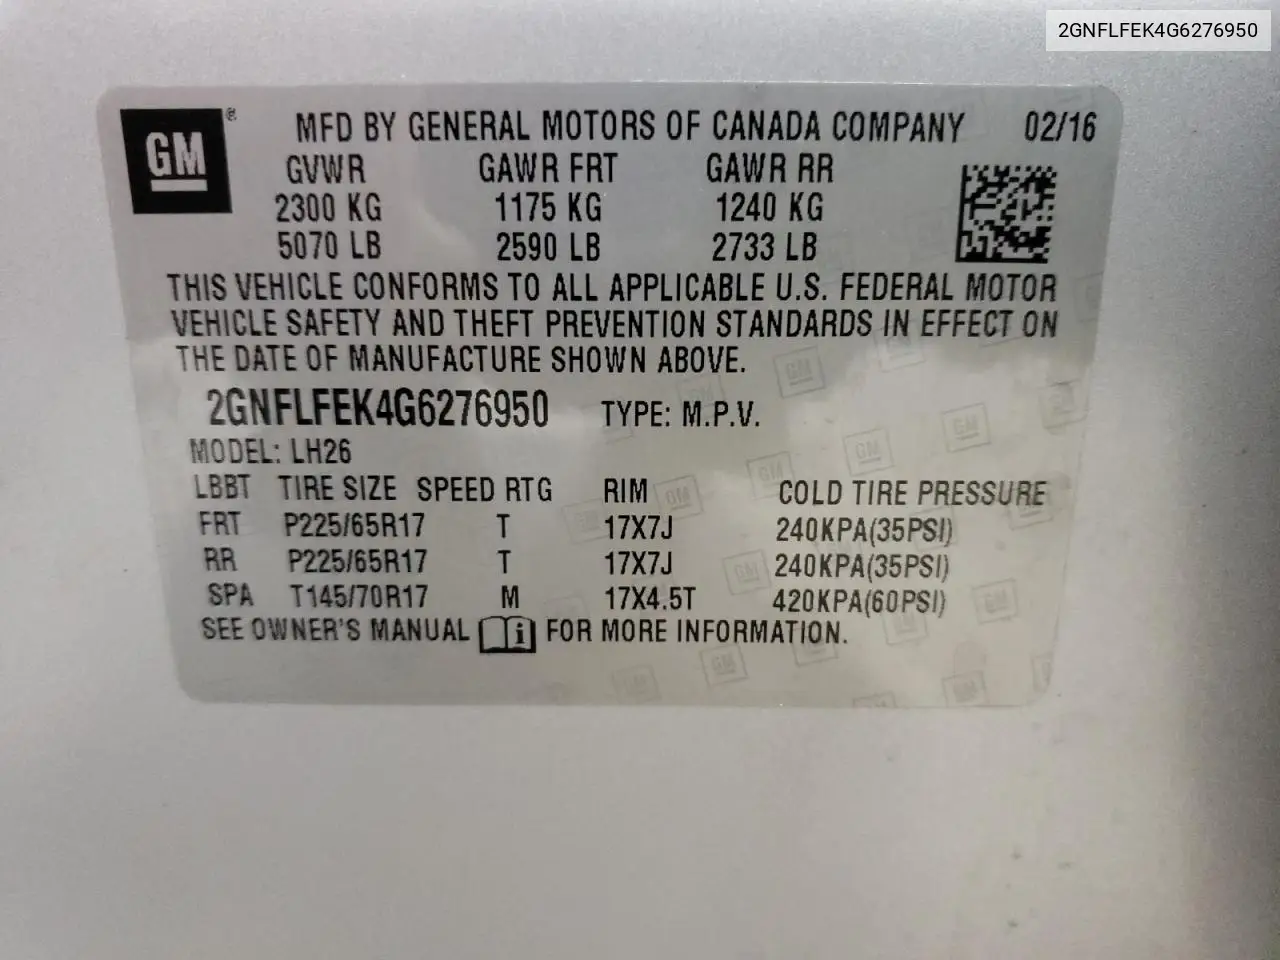 2GNFLFEK4G6276950
GM® MFD BY GENERAL MOTORS OF CANADA COMPANY 02/16
GVWR GAWR FRT GAWR RR
2300 KG 1175 KG 1240 KG
5070 LB 2590 LB 2733 LB
THIS VEHICLE CONFORMS TO ALL APPLICABLE U.S. FEDERAL MOTOR
VEHICLE SAFETY AND THEFT PREVENTION STANDARDS IN EFFECT ON
THE DATE OF MANUFACTURE SHOWN ABOVE.
2GNFLFEK4G6276950 TYPE: M.P.V.
MODEL: LH26
LBBT TIRE SIZE SPEED RTG RIM COLD TIRE PRESSURE
FRT P225/65R17 T 17X7J 240KPA(35PSI)
RR P225/65R17 T 17X7J 240KPA(35PSI)
SPA T145/70R17 M 17X4.5T 420KPA(60PSI)
SEE OWNER'S MANUAL FOR MORE INFORMATION.